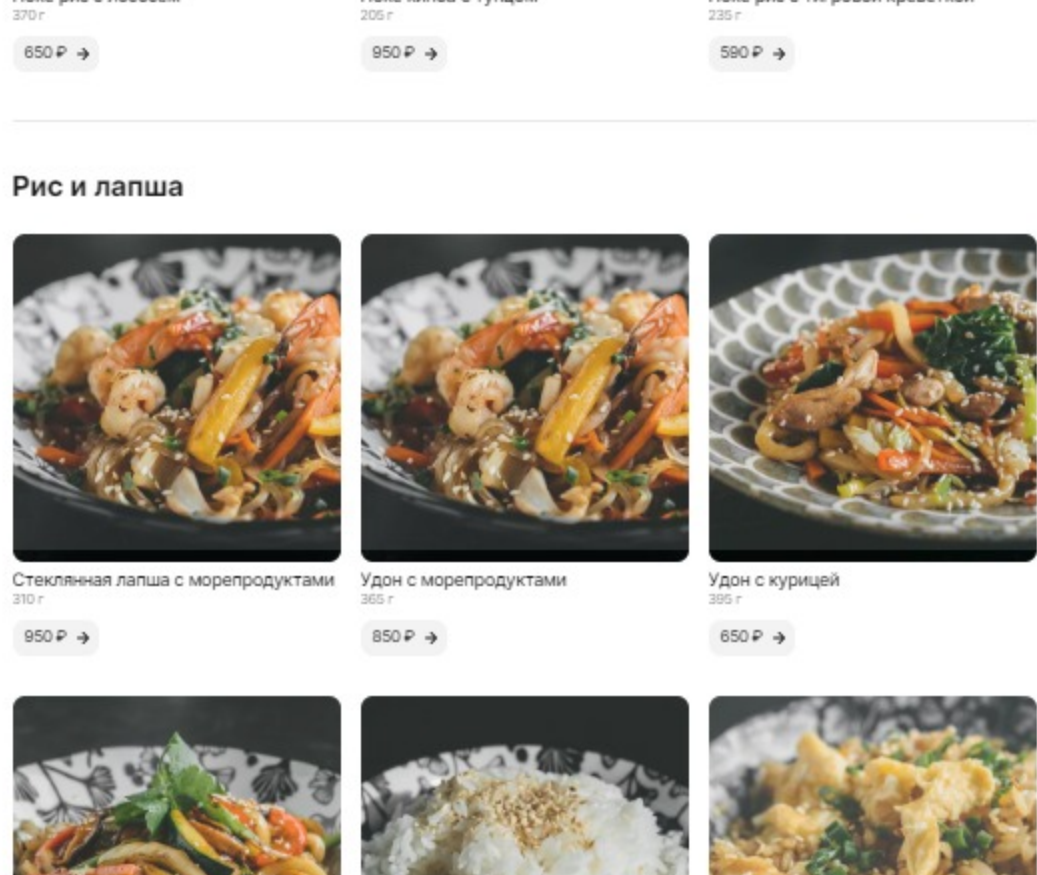 370 г
205 г
235 г
650 ₽ →
950 ₽ →
590 ₽ →
Рис и лапша
Стеклянная лапша с морепродуктами
310 г
950 ₽ →
Удон с морепродуктами
365 г
850 ₽ →
Удон с курицей
395 г
650 ₽ →